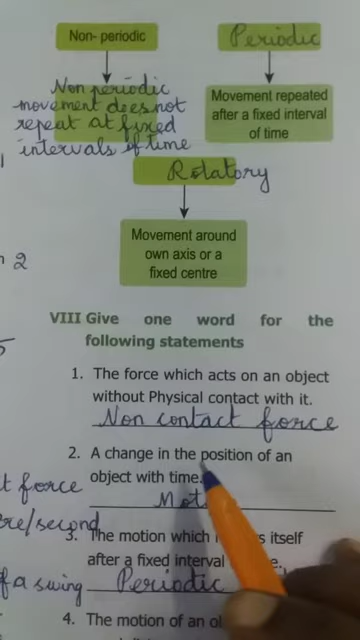 Non- periodic
Periodic
Non periodic
movement does not
repeat at fixed
intervals of time
Movement repeated
after a fixed interval
of time
Rotatory
Movement around
own axis or a
fixed centre
2
VIII Give one word for the
following statements
1. The force which acts on an object
without Physical contact with it.
Non contact force
2. A change in the position of an
object with time.
force
/second
3. The motion which itself
after a fixed interval
of a swing
Periodic
4. The motion of an